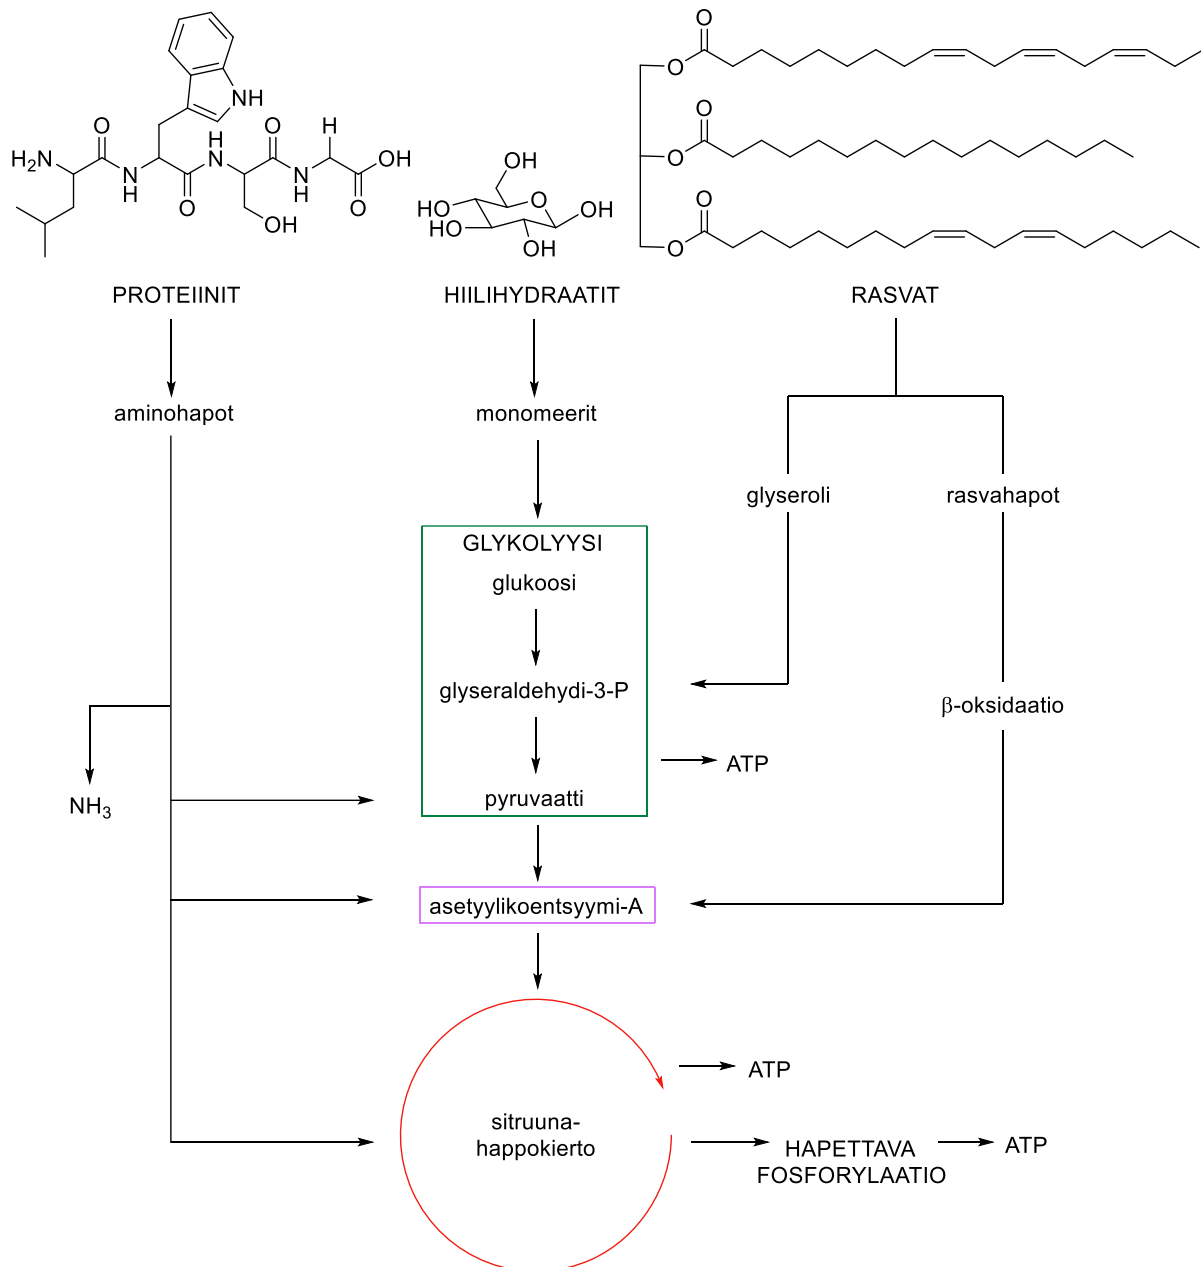 O
H₂N
N
H
O
NH
O
H
N
OH
O
N
H
H
OH
O
OH
O
HO
HO
OH
OH
O
O
O
O
O
O
PROTEIINIT
HIILIHYDRAATIT
RASVAT
aminohapot
monomeerit
glyseroli
rasvahapot
GLYKOLYYSI
glukoosi
glyseraldehydi-3-P
β-oksidaatio
ATP
NH₃
pyruvaatti
asetyylikoentsyymi-A
ATP
sitruuna-
happokierto
HAPETTAVA
FOSFORYLAATIO
ATP